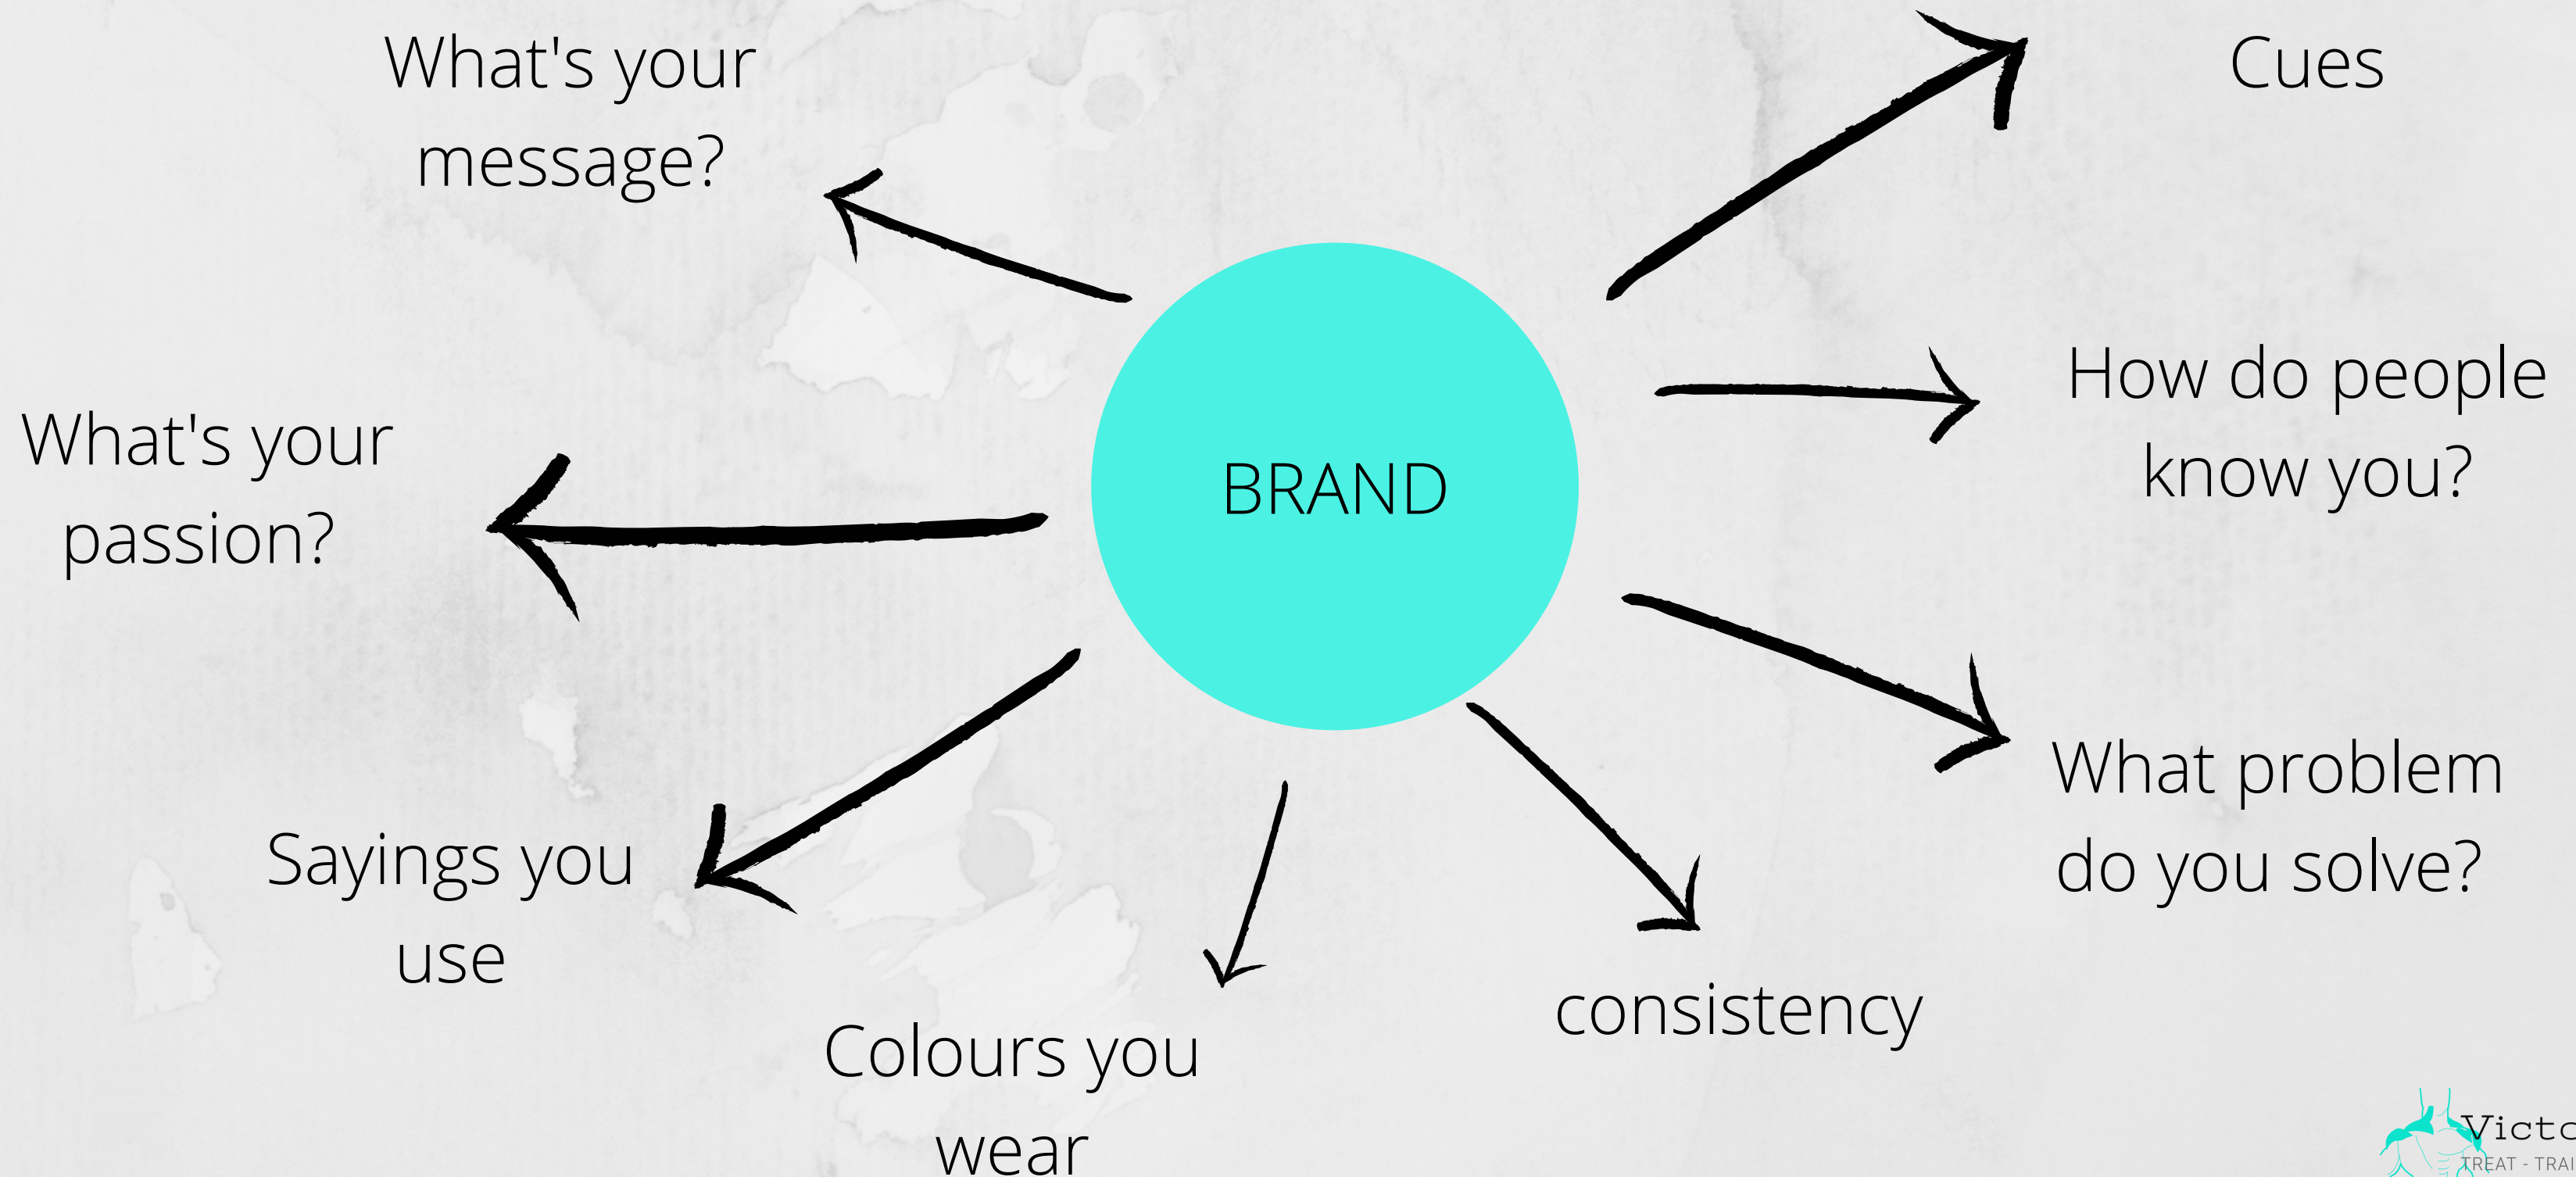 What's your
message?
Cues
How do people
know you?
What's your
passion?
BRAND
What problem
do you solve?
Sayings you
use
consistency
Colours you
wear
TREAT -